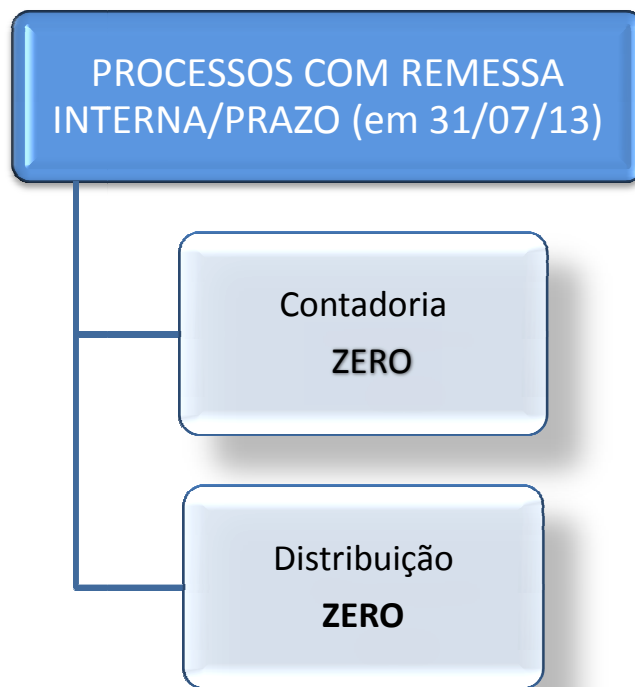 PROCESSOS COM REMESSA
INTERNA/PRAZO (em 31/07/13)
Contadoria
ZERO
Distribuição
ZERO